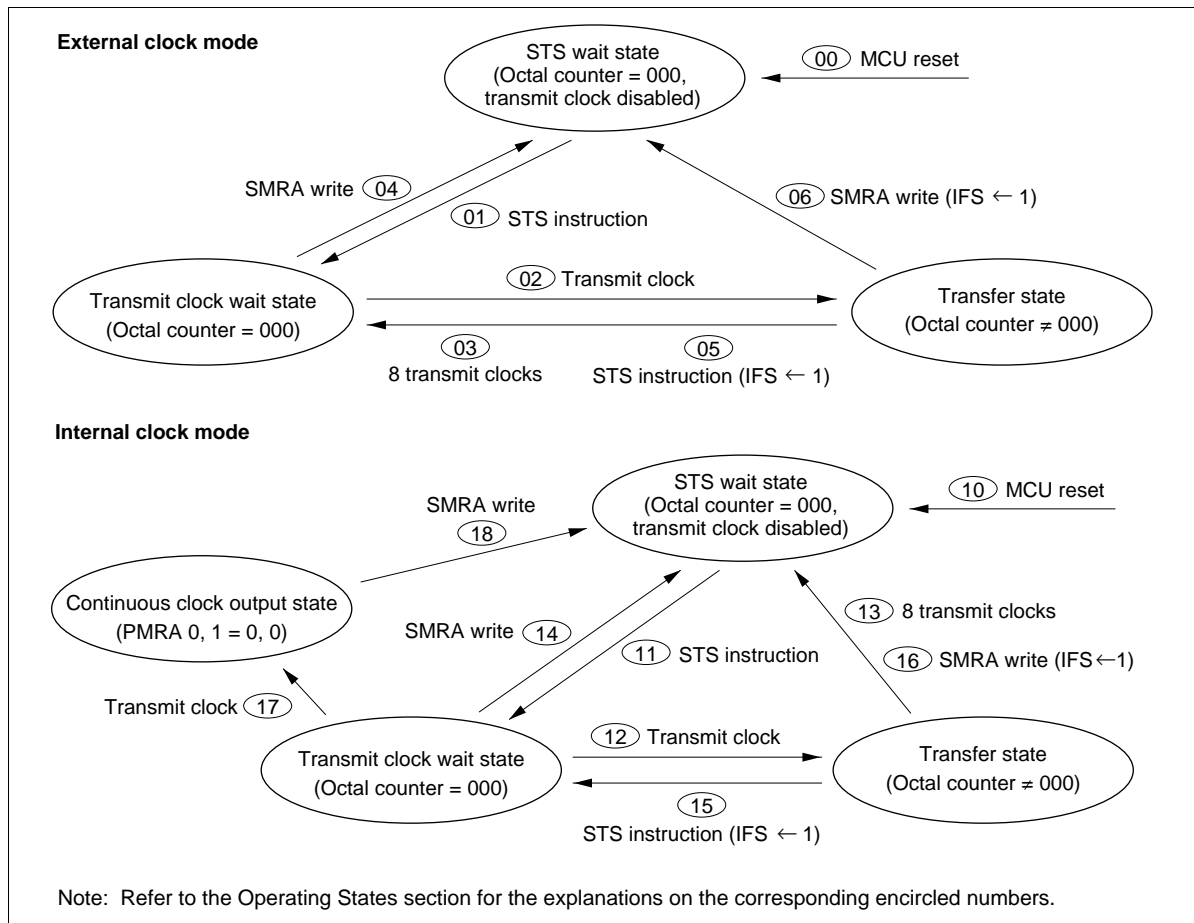 External clock mode
STS wait state
(Octal counter = 000,
transmit clock disabled)
00 MCU reset
SMRA write 04
01 STS instruction
06 SMRA write (IFS ← 1)
Transmit clock wait state
(Octal counter = 000)
02 Transmit clock
Transfer state
(Octal counter ≠ 000)
03
8 transmit clocks
05
STS instruction (IFS ← 1)
Internal clock mode
STS wait state
(Octal counter = 000,
transmit clock disabled)
10 MCU reset
SMRA write
18
Continuous clock output state
(PMRA 0, 1 = 0, 0)
SMRA write 14
11 STS instruction
13 8 transmit clocks
16 SMRA write (IFS←1)
Transmit clock 17
Transmit clock wait state
(Octal counter = 000)
12 Transmit clock
Transfer state
(Octal counter ≠ 000)
15
STS instruction (IFS ← 1)
Note: Refer to the Operating States section for the explanations on the corresponding encircled numbers.